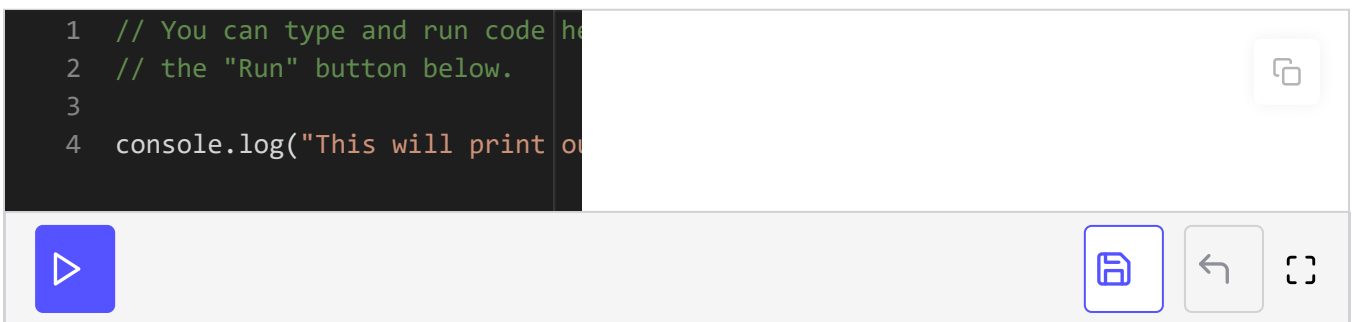 1 // You can type and run code
2 // the "Run" button below.
3
4 console.log("This will print